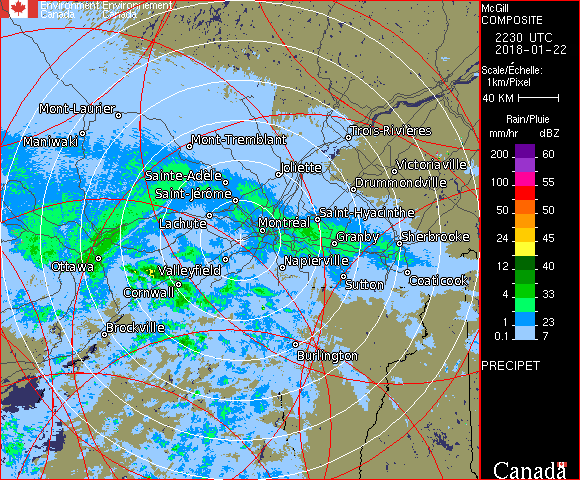 Environment Environnement
Canada Canada
McGill
COMPOSITE
2230 UTC
2018-01-22
Scale/Échelle:
1km/Pixel
40 KM
Rain/Pluie
mm/hr dBZ
200 60
100 55
50 50
24 45
12 40
4 33
1 23
0.1 7
PRECIPET
Mont-Laurier
Maniwaki
Mont-Tremblant
Trois-Rivières
Sainte-Adèle
Joliette
Victoriaville
Saint-Jérôme
Drummondville
Lachute
Montréal
Saint-Hyacinthe
Granby
Sherbrooke
Ottawa
Valleyfield
Napierville
Cornwall
Sutton
Coaticook
Brockville
Burlington
Canada